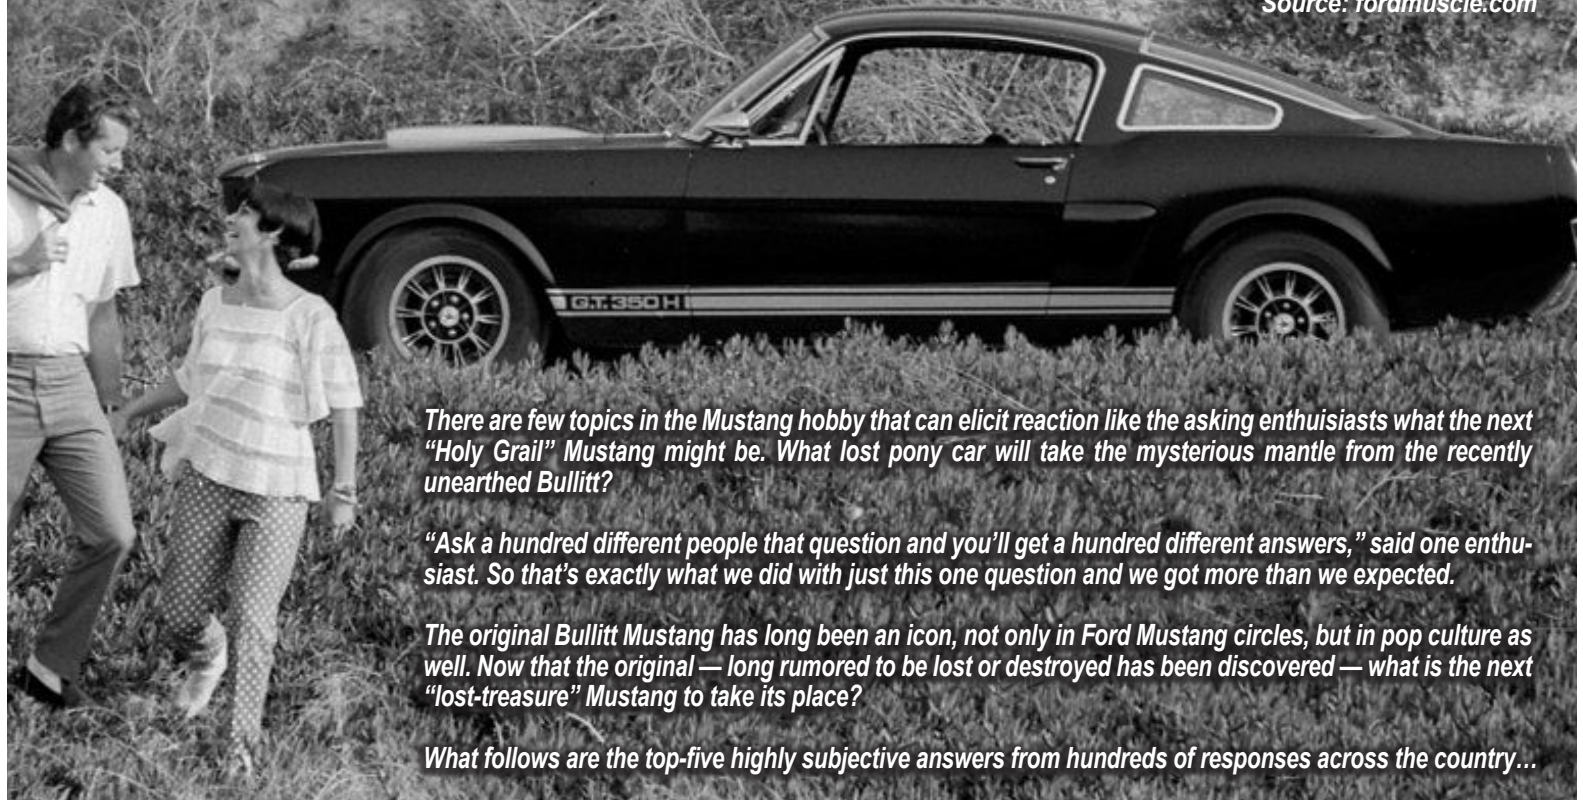 Source: fordmuscle.com
G.T. 350 H
There are few topics in the Mustang hobby that can elicit reaction like the asking enthuisiasts what the next
“Holy Grail” Mustang might be. What lost pony car will take the mysterious mantle from the recently
unearthed Bullitt?
“Ask a hundred different people that question and you’ll get a hundred different answers,” said one enthu-
siast. So that’s exactly what we did with just this one question and we got more than we expected.
The original Bullitt Mustang has long been an icon, not only in Ford Mustang circles, but in pop culture as
well. Now that the original — long rumored to be lost or destroyed has been discovered — what is the next
“lost-treasure” Mustang to take its place?
What follows are the top-five highly subjective answers from hundreds of responses across the country…